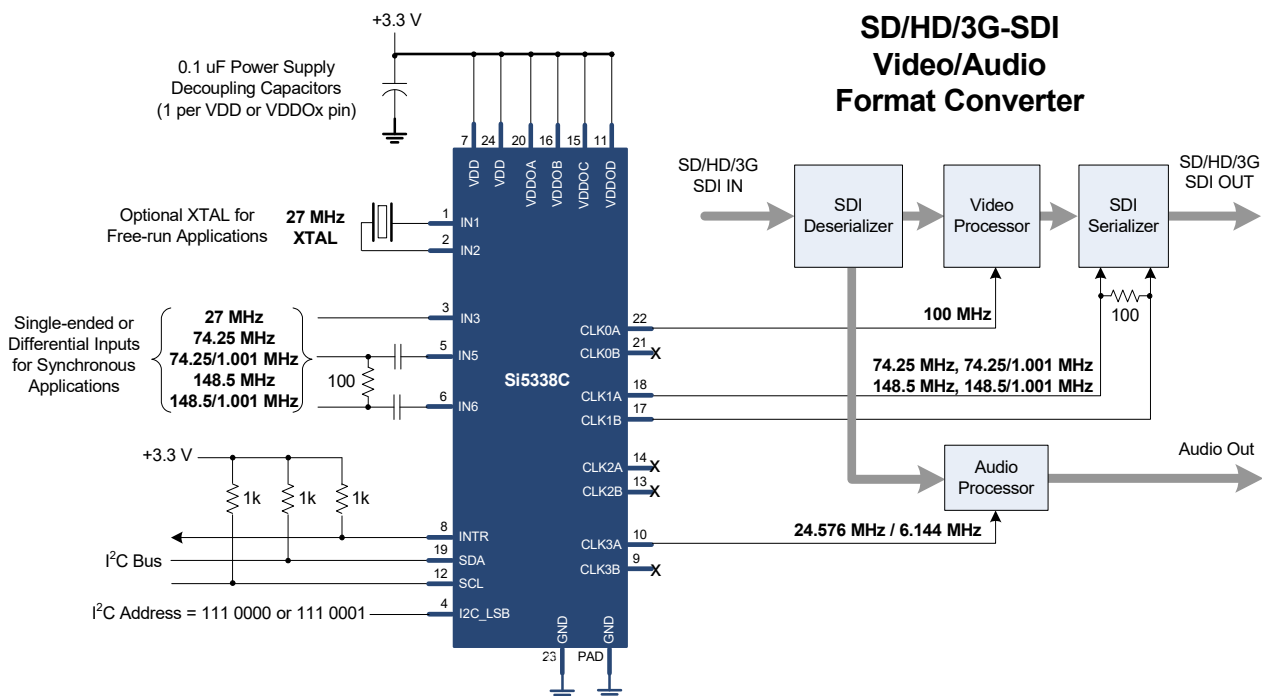 +3.3 V
SD/HD/3G-SDI
Video/Audio
Format Converter
0.1 uF Power Supply
Decoupling Capacitors
(1 per VDD or VDDOx pin)
7
24
20
16
15
11
VDD
VDD
VDDOA
VDDOB
VDDOC
VDDOD
Optional XTAL for
Free-run Applications
27 MHz
XTAL
1
IN1
2
IN2
Single-ended or
Differential Inputs
for Synchronous
Applications
27 MHz
74.25 MHz
74.25/1.001 MHz
148.5 MHz
148.5/1.001 MHz
100
3
IN3
5
IN5
6
IN6
Si5338C
+3.3 V
1k
1k
1k
8
INTR
I2C Bus
19
SDA
12
SCL
I2C Address = 111 0000 or 111 0001
4
I2C_LSB
GND
GND
23
PAD
22
CLK0A
21
CLK0B
X
18
CLK1A
17
CLK1B
14
CLK2A
X
13
CLK2B
X
10
CLK3A
9
CLK3B
X
SD/HD/3G
SDI IN
SDI
Deserializer
Video
Processor
SDI
Serializer
SD/HD/3G
SDI OUT
100 MHz
100
74.25 MHz, 74.25/1.001 MHz
148.5 MHz, 148.5/1.001 MHz
Audio
Processor
Audio Out
24.576 MHz / 6.144 MHz